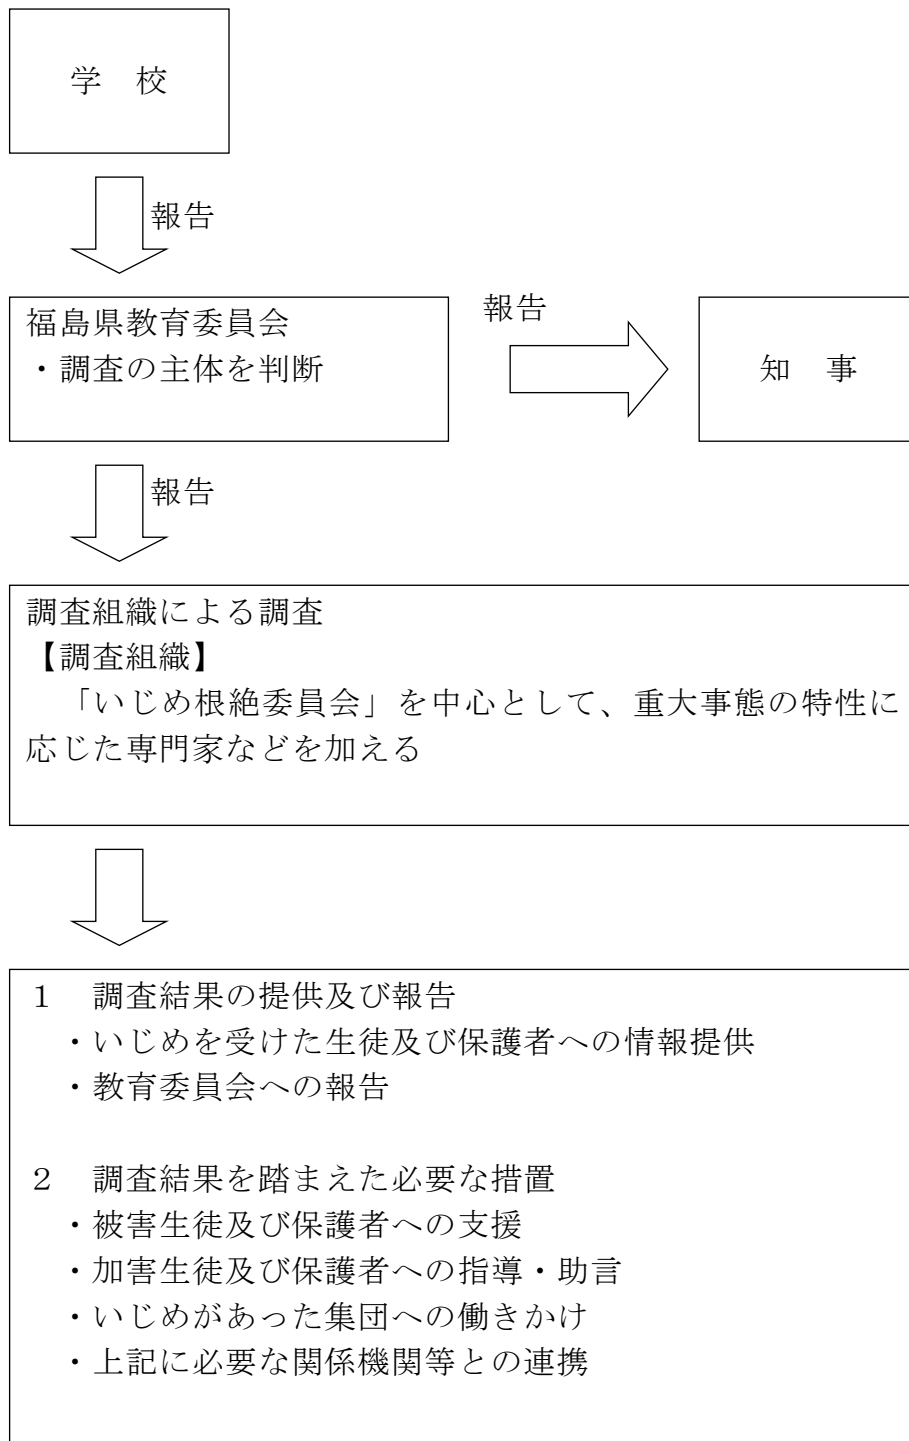 学　校
報告
福島県教育委員会
・調査の主体を判断
報告
知　事
報告
調査組織による調査
【調査組織】
「いじめ根絶委員会」を中心として、重大事態の特性に
応じた専門家などを加える
１　調査結果の提供及び報告
・いじめを受けた生徒及び保護者への情報提供
・教育委員会への報告
２　調査結果を踏まえた必要な措置
・被害生徒及び保護者への支援
・加害生徒及び保護者への指導・助言
・いじめがあった集団への働きかけ
・上記に必要な関係機関等との連携